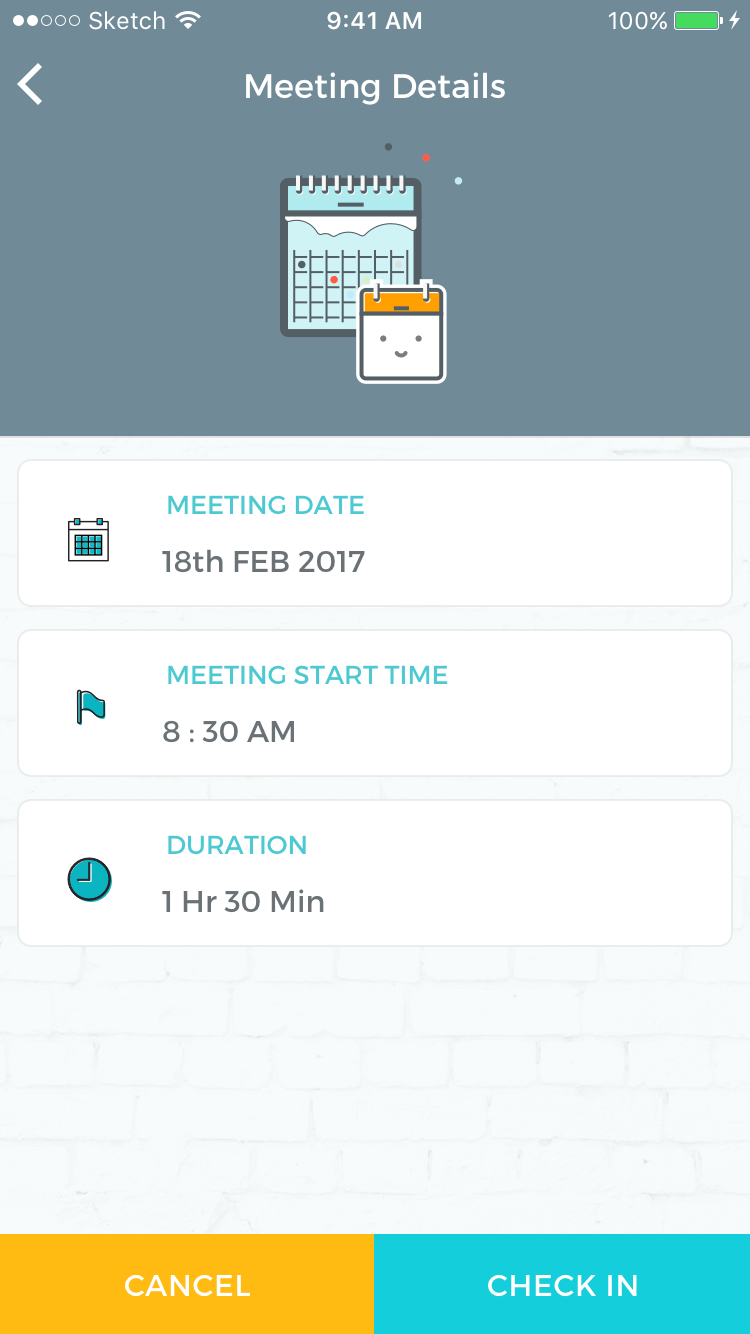 Sketch 9:41 AM 100%
Meeting Details
MEETING DATE
18th FEB 2017
MEETING START TIME
8 : 30 AM
DURATION
1 Hr 30 Min
CANCEL CHECK IN